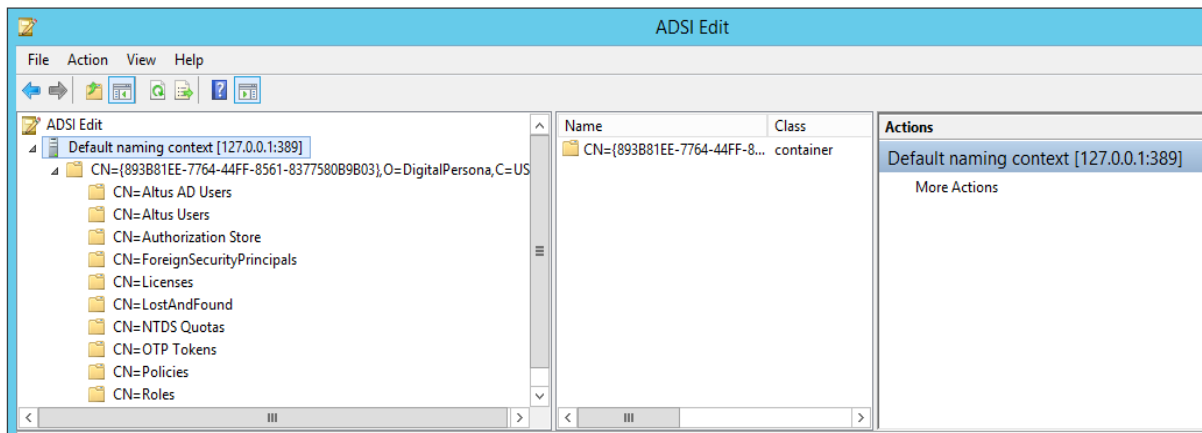 ADSI Edit
File Action View Help
ADSI Edit
Default naming context [127.0.0.1:389]
CN={893B81EE-7764-44FF-8561-8377580B9B03},O=DigitalPersona,C=US
CN=Altus AD Users
CN=Altus Users
CN=Authorization Store
CN=ForeignSecurityPrincipals
CN=Licenses
CN=LostAndFound
CN=NTDS Quotas
CN=OTP Tokens
CN=Policies
CN=Roles
Name Class
CN={893B81EE-7764-44FF-8... container
Actions
Default naming context [127.0.0.1:389]
More Actions